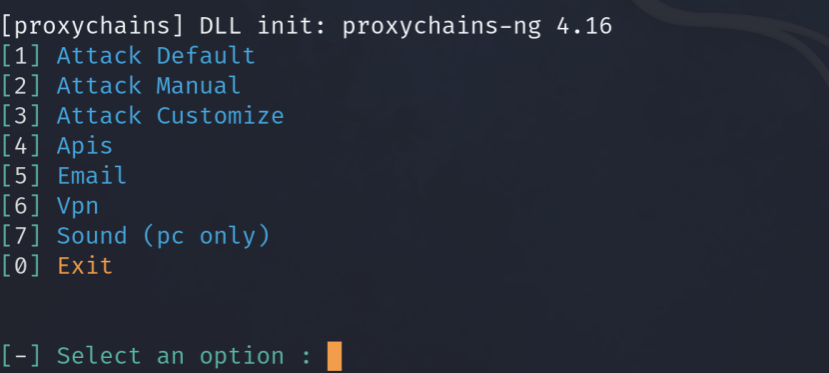 [proxychains] DLL init: proxychains-ng 4.16
[1] Attack Default
[2] Attack Manual
[3] Attack Customize
[4] Apis
[5] Email
[6] Vpn
[7] Sound (pc only)
[0] Exit
[-] Select an option :